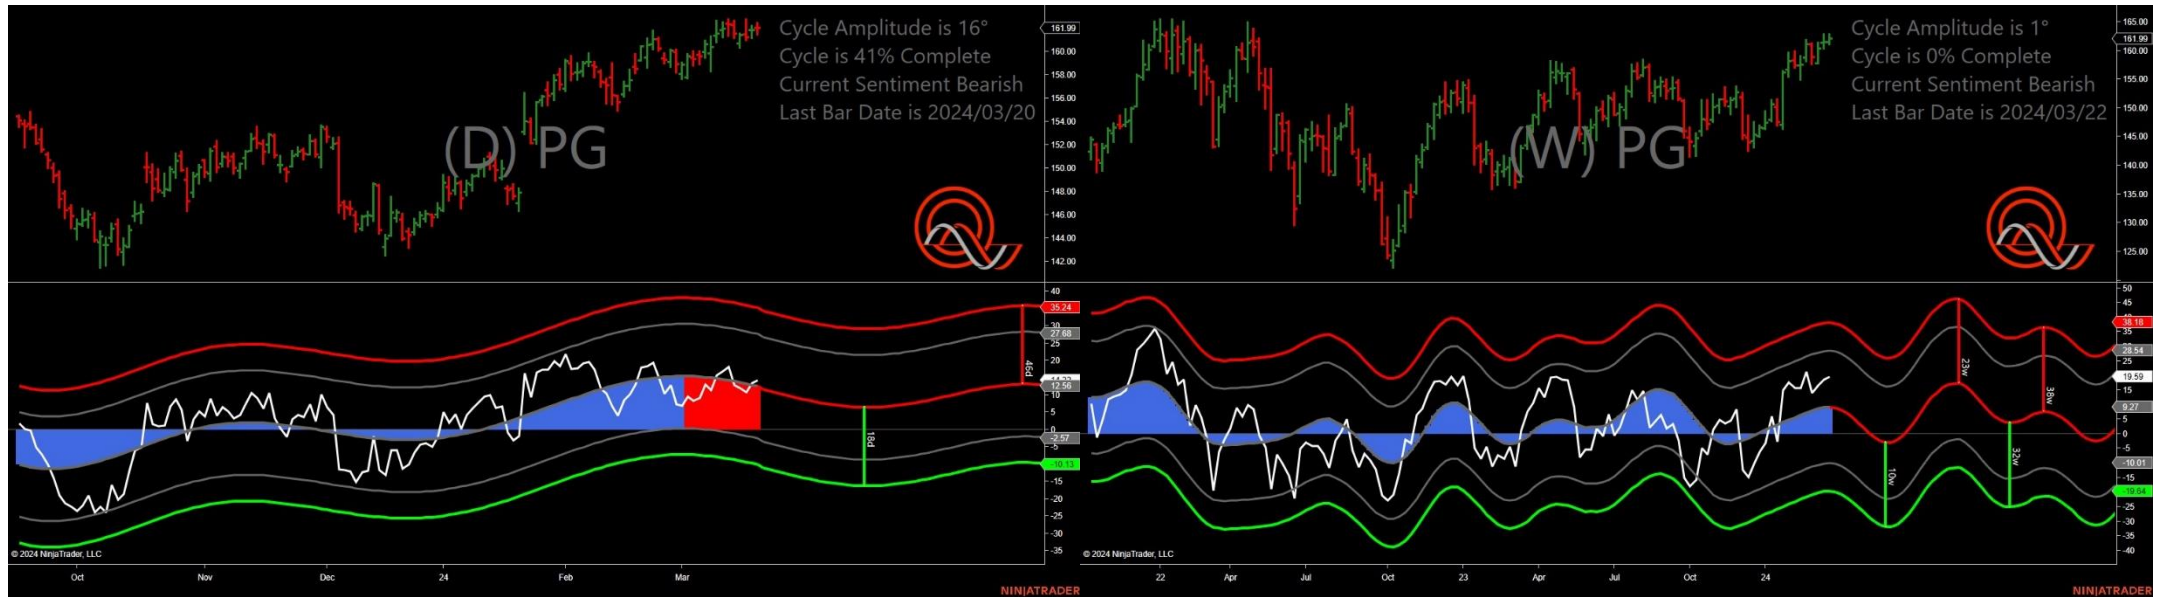 Cycle Amplitude is 16°
Cycle is 41% Complete
Current Sentiment Bearish
Last Bar Date is 2024/03/20
(D) PG
161.99
160.00
158.00
156.00
154.00
152.00
150.00
148.00
146.00
144.00
142.00
40
35.24
30
27.68
25
20
15
12.56
10
5
0
-2.57
-5
-10.13
-15
-20
-25
-30
-35
46d
18d
© 2024 NinjaTrader, LLC
Oct
Nov
Dec
24
Feb
Mar
NINJATRADER
Cycle Amplitude is 1°
Cycle is 0% Complete
Current Sentiment Bearish
Last Bar Date is 2024/03/22
(W) PG
165.00
161.99
160.00
155.00
150.00
145.00
140.00
135.00
130.00
125.00
50
45
40
38.18
35
28.54
25
19.59
15
9.27
5
0
-5
-10.01
-15
-19.64
-25
-30
-35
-40
23w
38w
10w
32w
© 2024 NinjaTrader, LLC
22
Apr
Jul
Oct
23
Apr
Jul
Oct
24
NINJATRADER